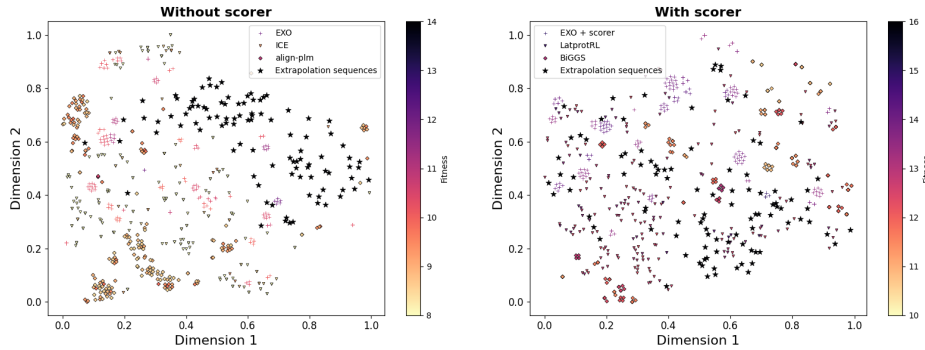 Without scorer
1.0
0.8
0.6
0.4
0.2
0.0
Dimension 2
0.0 0.2 0.4 0.6 0.8 1.0
Dimension 1
EXO
ICE
align-plm
Extrapolation sequences
14
13
12
11
10
9
8
Fitness
With scorer
1.0
0.8
0.6
0.4
0.2
0.0
Dimension 2
0.0 0.2 0.4 0.6 0.8 1.0
Dimension 1
EXO + scorer
LatprotRL
BiGGS
Extrapolation sequences
16
15
14
13
12
11
10
Fitness